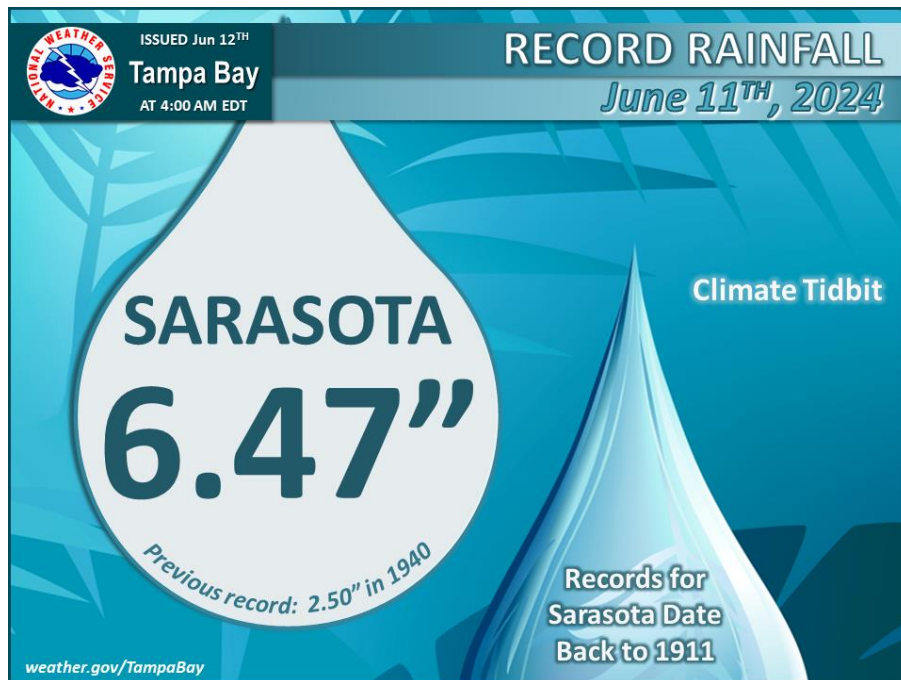 NATIONAL WEATHER SERVICE
ISSUED Jun 12TH
Tampa Bay
AT 4:00 AM EDT
RECORD RAINFALL
June 11TH, 2024
SARASOTA
6.47”
Previous record: 2.50” in 1940
Climate Tidbit
Records for
Sarasota Date
Back to 1911
weather.gov/TampaBay